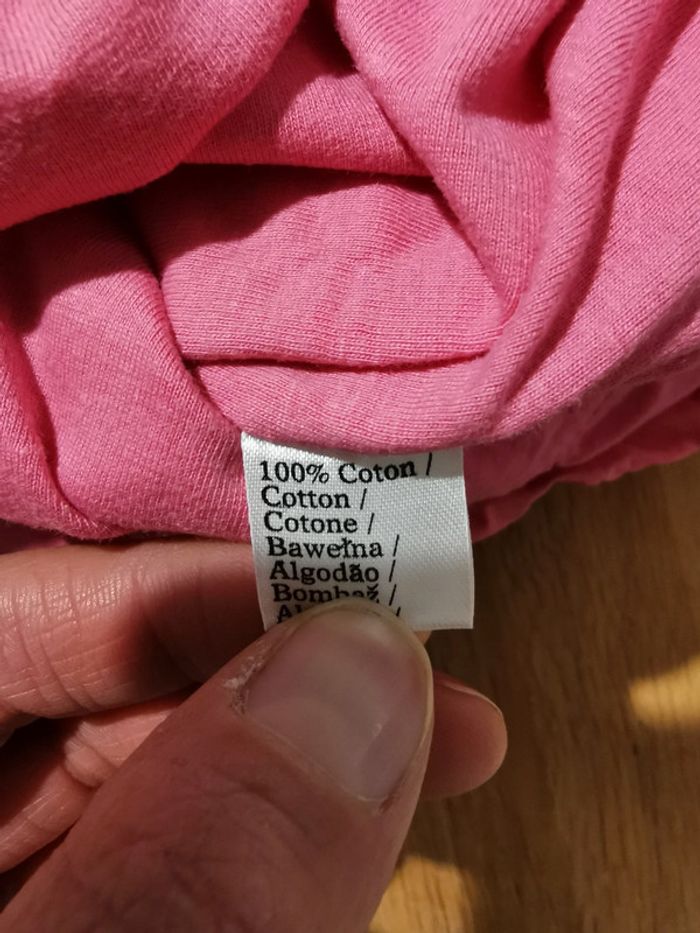 100% Coton /
Cotton /
Cotone /
Bawełna /
Algodão /
Bombaž /